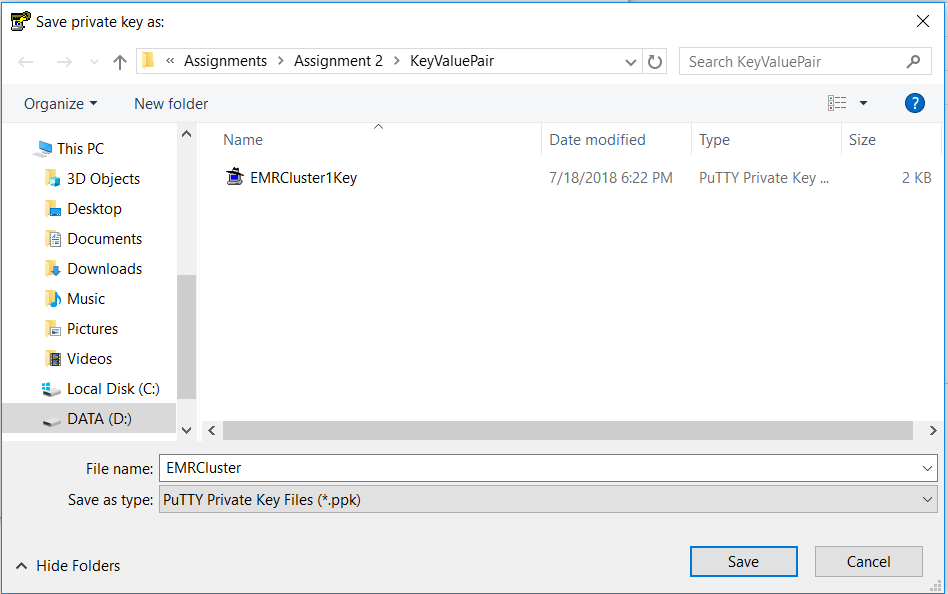 Save private key as:
« Assignments > Assignment 2 > KeyValuePair
Search KeyValuePair
Organize
New folder
?
Name
Date modified
Type
Size
This PC
3D Objects
Desktop
Documents
Downloads
Music
Pictures
Videos
Local Disk (C:)
DATA (D:)
EMRCluster1Key
7/18/2018 6:22 PM
PuTTY Private Key ...
2 KB
File name:
EMRCluster
Save as type:
PuTTY Private Key Files (*.ppk)
Hide Folders
Save
Cancel